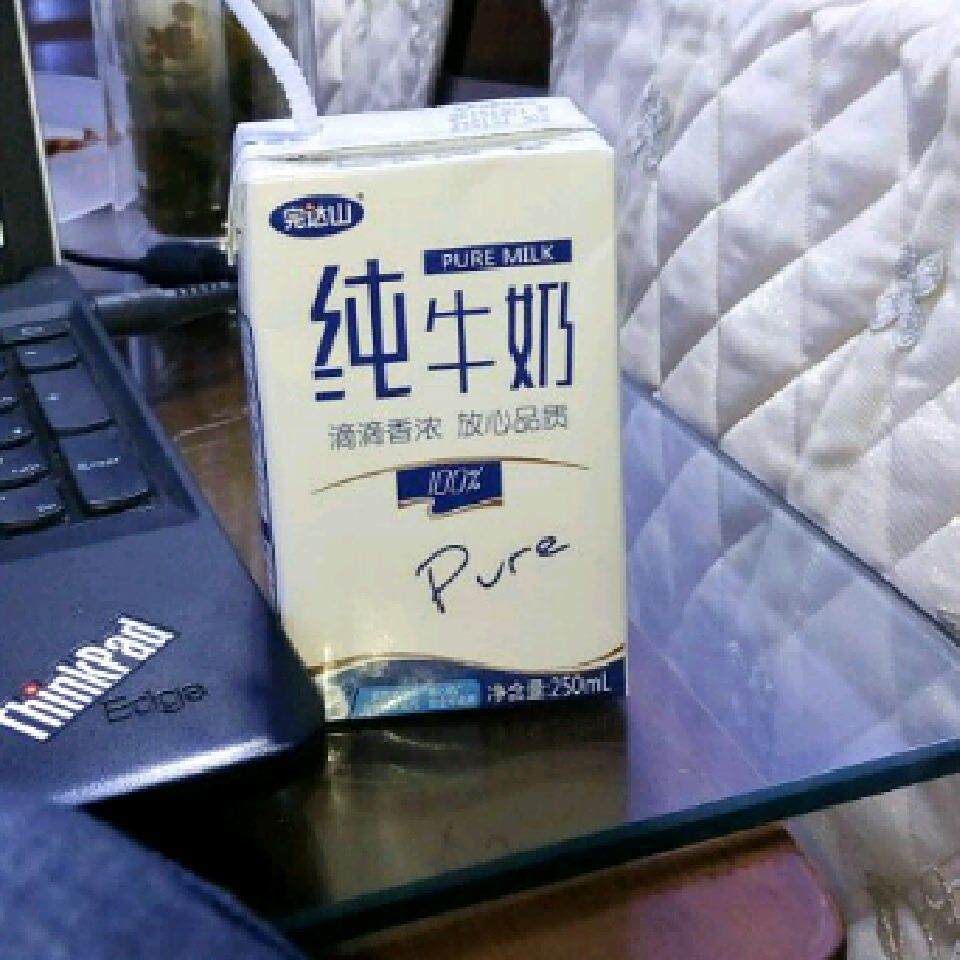 完达山
PURE MILK
纯牛奶
滴滴香浓 放心品质
100%
Pure
净含量:250mL
ThinkPad
Edge